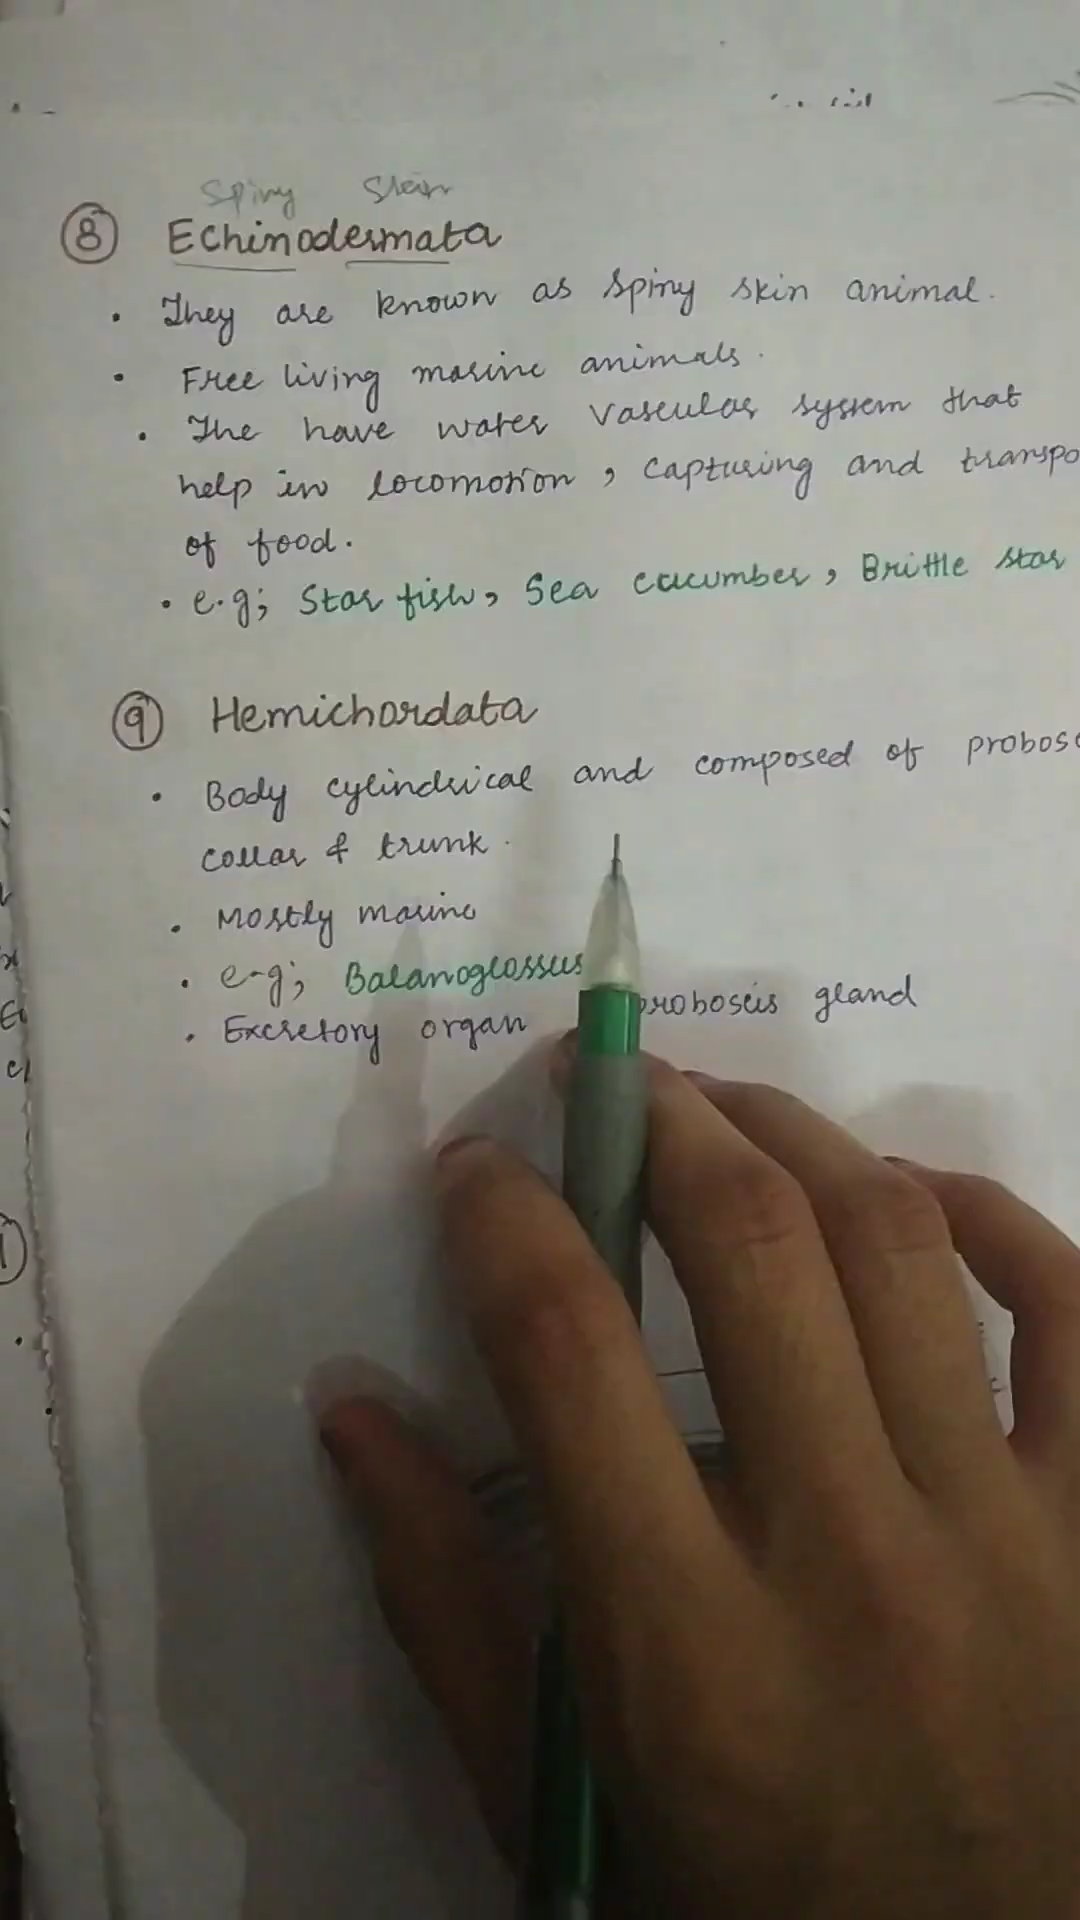 Spiny Skin
8 Echinodermata
• They are known as spiny skin animal.
• Free living marine animals.
• The have water vascular system that
help in locomotion, capturing and transpo
of food.
• e.g; Star fish, Sea cucumber, Brittle star
9 Hemichordata
• Body cylindrical and composed of probosc
collar & trunk.
• Mostly marine
• e-g; Balanoglossus
• Excretory organ proboscis gland